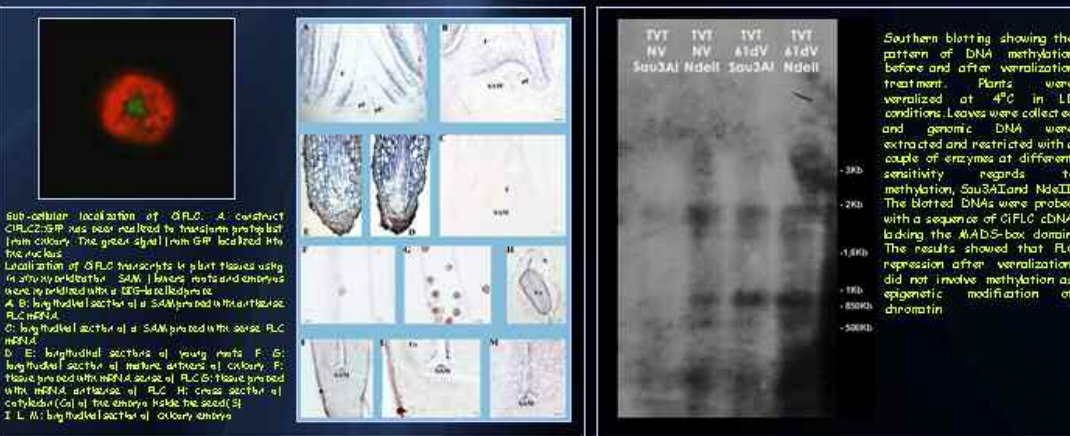 Sub-cellular localization of CiFLC. A construct
CiFLC2::GFP has been realized to transform protoplast
from chicory. The green signal from GFP localized into
the nucleus
Localization of CiFLC transcripts in plant tissues using
in situ hybridization. SAM, flowers, roots and embryos
were hybridized with a DIG-labelled probe
A, B: longitudinal section of a SAM probed with antisense
FLC mRNA
C: longitudinal section of a SAM probed with sense FLC
mRNA
D, E: longitudinal sections of young roots F, G:
longitudinal section of mature anthers of chicory F:
tissue probed with mRNA sense of FLC G: tissue probed
with mRNA antisense of FLC H: cross section of
cotyledon (Co) of the embryo inside the seed (S)
I, L, M: longitudinal section of chicory embryo
A
B
SAM
E
D
C
SAM
F
G
H
I
SAM
L
SAM
M
SAM
TVT TVT TVT TVT
NV NV 61dV 61dV
Sau3AI NdeII Sau3AI NdeII
- 3Kb
- 2Kb
- 1,6Kb
- 1Kb
- 850Kb
- 500Kb
Southern blotting showing the
pattern of DNA methylation
before and after vernalization
treatment. Plants were
vernalized at 4°C in LD
conditions. Leaves were collected
and genomic DNA were
extracted and restricted with a
couple of enzymes at different
sensitivity regards to
methylation, Sau3AI and NdeII
The blotted DNAs were probed
with a sequence of CiFLC cDNA
lacking the MADS-box domain
The results showed that FLC
repression after vernalization
did not involve methylation as
epigenetic modification of
chromatin